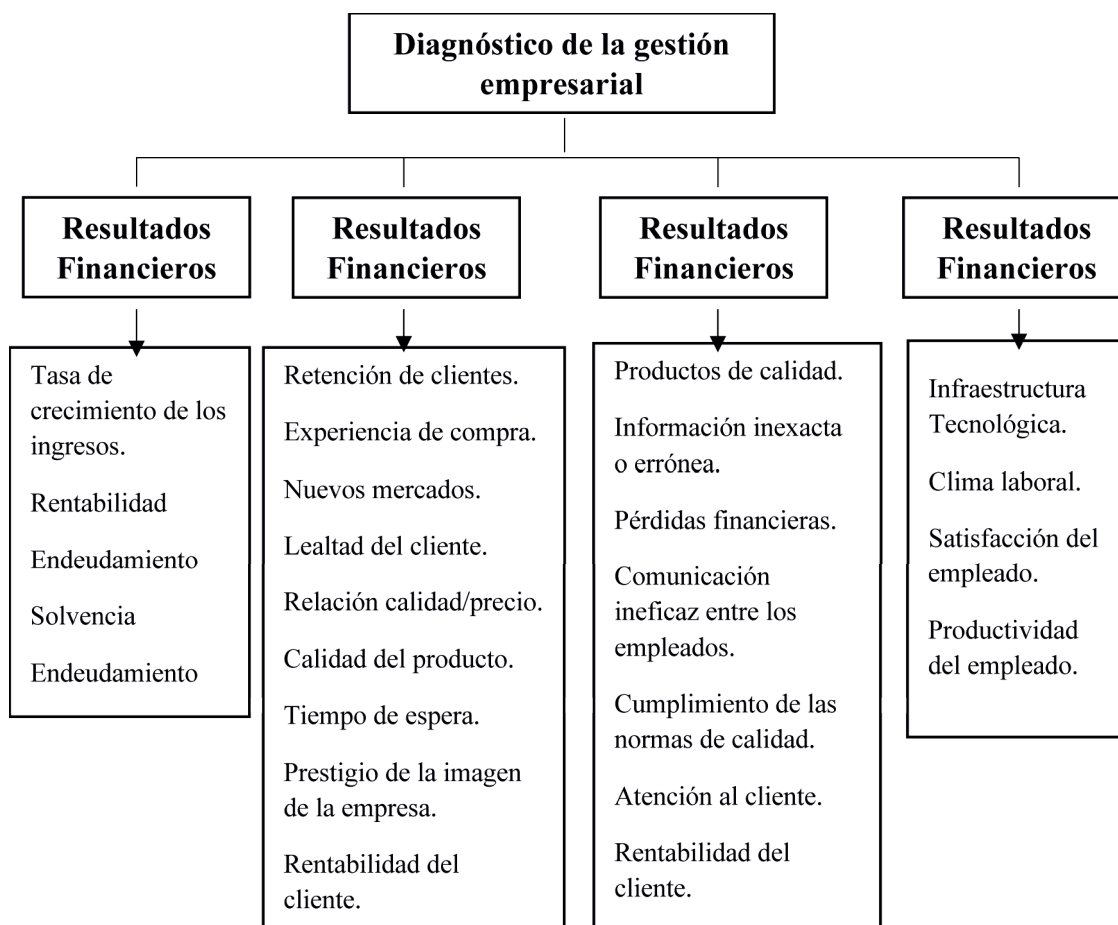 Diagnóstico de la gestión
empresarial
Resultados
Financieros
Resultados
Financieros
Resultados
Financieros
Resultados
Financieros
Tasa de
crecimiento de los
ingresos.
Rentabilidad
Endeudamiento
Solvencia
Endeudamiento
Retención de clientes.
Experiencia de compra.
Nuevos mercados.
Lealtad del cliente.
Relación calidad/precio.
Calidad del producto.
Tiempo de espera.
Prestigio de la imagen
de la empresa.
Rentabilidad del
cliente.
Productos de calidad.
Información inexacta
o errónea.
Pérdidas financieras.
Comunicación
ineficaz entre los
empleados.
Cumplimiento de las
normas de calidad.
Atención al cliente.
Rentabilidad del
cliente.
Infraestructura
Tecnológica.
Clima laboral.
Satisfacción del
empleado.
Productividad
del empleado.